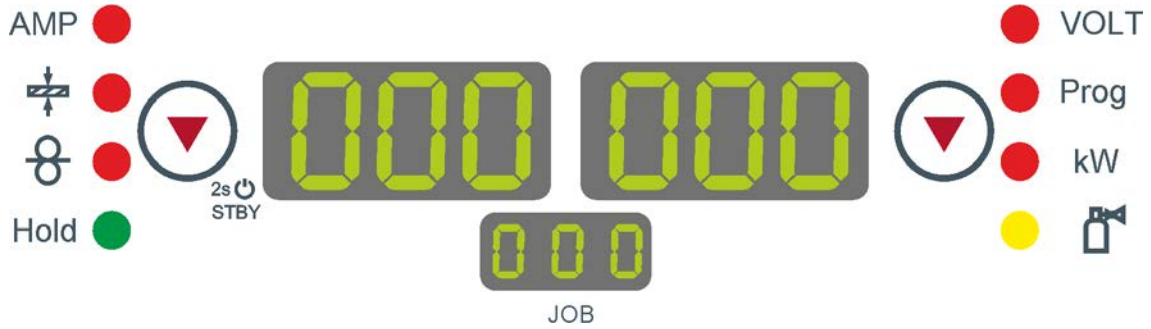 AMP
VOLT
000 000
Prog
kW
2s
STBY
Hold
000
JOB